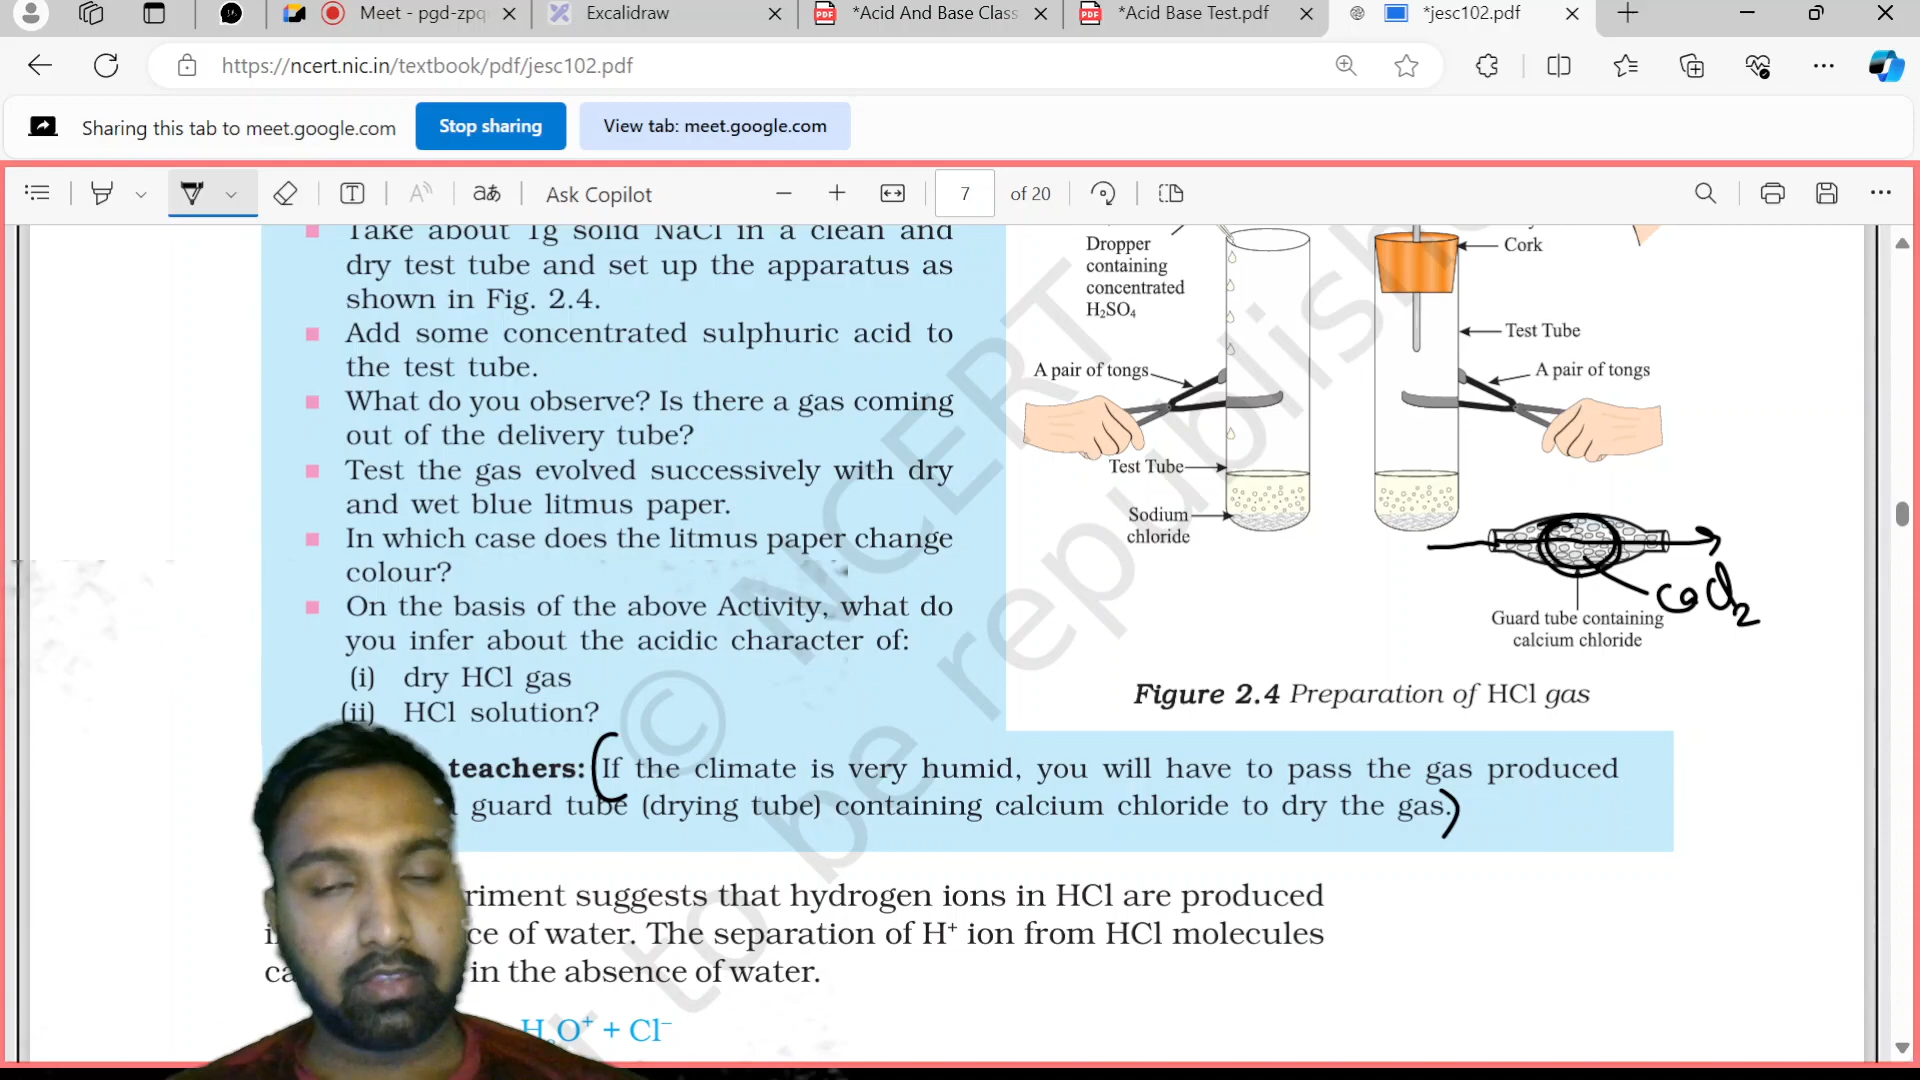 Meet - pgd-zpq
Excalidraw
*Acid And Base Class
*Acid Base Test.pdf
*jesc102.pdf
https://ncert.nic.in/textbook/pdf/jesc102.pdf
Sharing this tab to meet.google.com
Stop sharing
View tab: meet.google.com
Ask Copilot
7
of 20
Take about 1g solid NaCl in a clean and
dry test tube and set up the apparatus as
shown in Fig. 2.4.
Add some concentrated sulphuric acid to
the test tube.
What do you observe? Is there a gas coming
out of the delivery tube?
Test the gas evolved successively with dry
and wet blue litmus paper.
In which case does the litmus paper change
colour?
On the basis of the above Activity, what do
you infer about the acidic character of:
(i) dry HCl gas
(ii) HCl solution?
Dropper
containing
concentrated
H₂SO₄
Cork
Test Tube
A pair of tongs
A pair of tongs
Test Tube
Sodium
chloride
CaCl₂
Guard tube containing
calcium chloride
Figure 2.4 Preparation of HCl gas
teachers: If the climate is very humid, you will have to pass the gas produced
guard tube (drying tube) containing calcium chloride to dry the gas.
riment suggests that hydrogen ions in HCl are produced
ce of water. The separation of H⁺ ion from HCl molecules
in the absence of water.
H₃O⁺ + Cl⁻
© NCERT
be republished
to